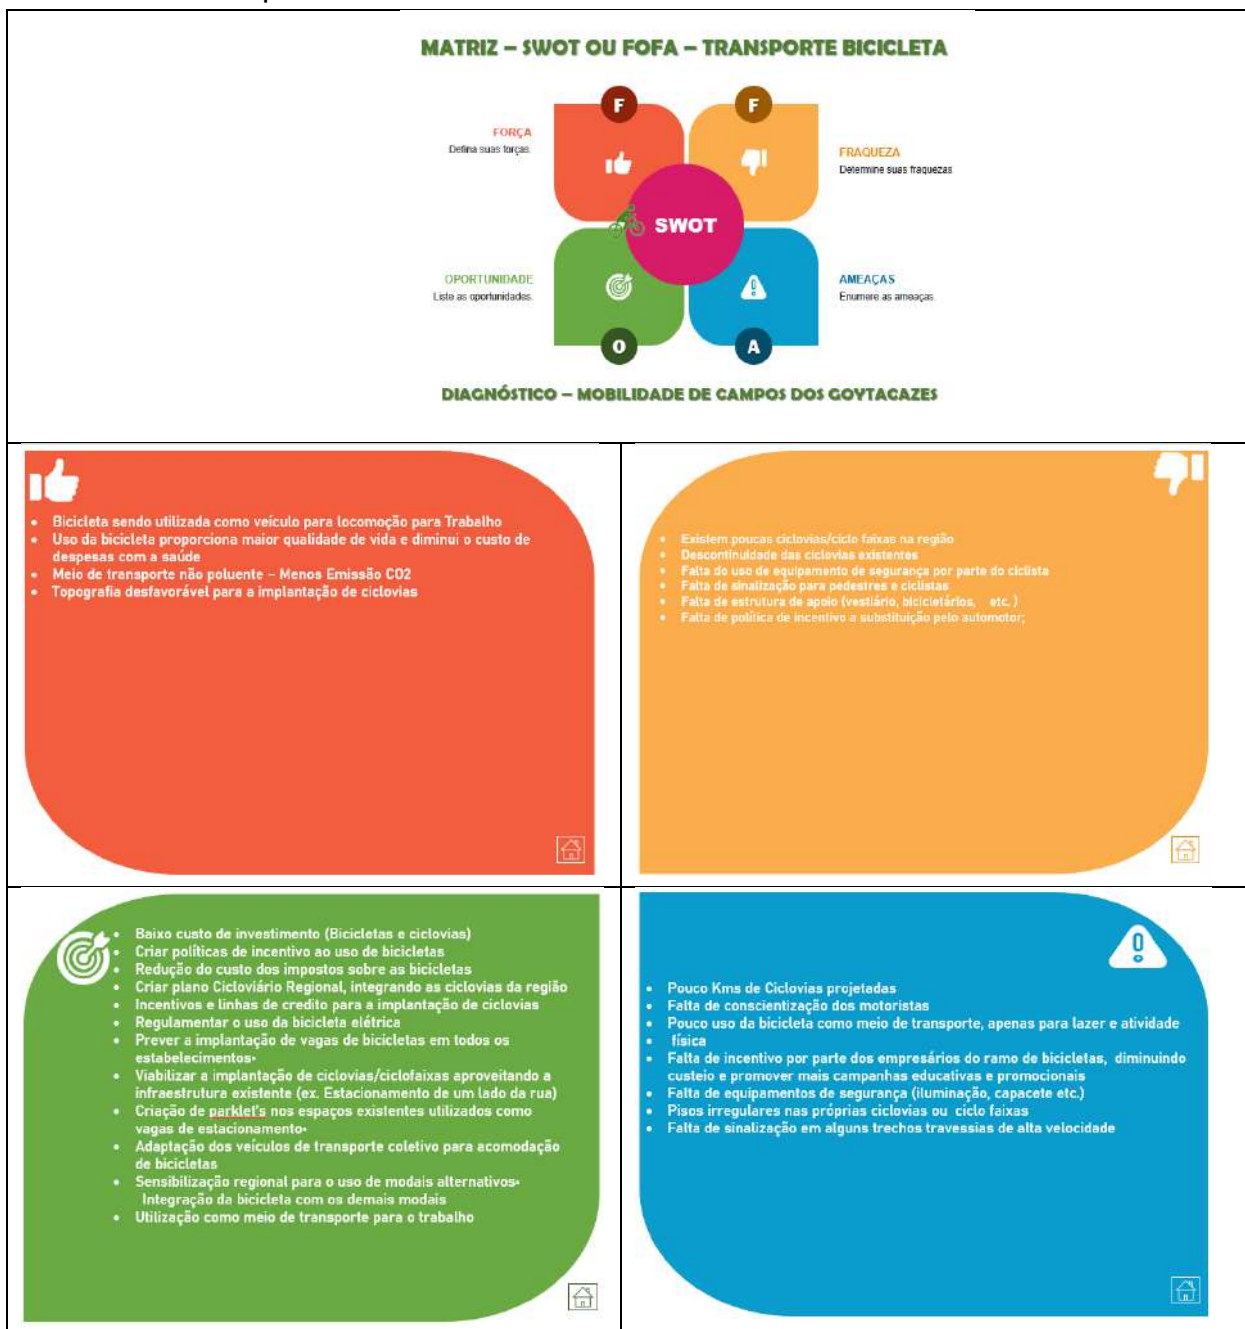 MATRIZ – SWOT OU FOFA – TRANSPORTE BICICLETA
F
F
FORÇA
Defina suas forças.
FRAQUEZA
Determine suas fraquezas
SWOT
OPORTUNIDADE
Liste as oportunidades.
AMEAÇAS
Enumere as ameaças.
O
A
DIAGNÓSTICO – MOBILIDADE DE CAMPOS DOS GOYTACAZES
• Bicicleta sendo utilizada como veículo para locomoção para Trabalho
• Uso da bicicleta proporciona maior qualidade de vida e diminui o custo de
despesas com a saúde
• Meio de transporte não poluente – Menos Emissão CO2
• Topografia desfavorável para a implantação de ciclovias
• Existem poucas ciclovias/ciclo faixas na região
• Descontinuidade das ciclovias existentes
• Falta do uso de equipamento de segurança por parte do ciclista
• Falta de sinalização para pedestres e ciclistas
• Falta de estrutura de apoio (vestiário, bicicletários, etc. )
• Falta de política de incentivo a substituição pelo automotor;
• Baixo custo de investimento (Bicicletas e ciclovias)
• Criar políticas de incentivo ao uso de bicicletas
• Redução do custo dos impostos sobre as bicicletas
• Criar plano Cicloviário Regional, integrando as ciclovias da região
• Incentivos e linhas de credito para a implantação de ciclovias
• Regulamentar o uso da bicicleta elétrica
• Prever a implantação de vagas de bicicletas em todos os
estabelecimentos•
• Viabilizar a implantação de ciclovias/ciclofaixas aproveitando a
infraestrutura existente (ex. Estacionamento de um lado da rua)
• Criação de parklet's nos espaços existentes utilizados como
vagas de estacionamento•
• Adaptação dos veículos de transporte coletivo para acomodação
de bicicletas
• Sensibilização regional para o uso de modais alternativos•
Integração da bicicleta com os demais modais
• Utilização como meio de transporte para o trabalho
• Pouco Kms de Ciclovias projetadas
• Falta de conscientização dos motoristas
• Pouco uso da bicicleta como meio de transporte, apenas para lazer e atividade
• física
• Falta de incentivo por parte dos empresários do ramo de bicicletas, diminuindo
custeio e promover mais campanhas educativas e promocionais
• Falta de equipamentos de segurança (iluminação, capacete etc.)
• Pisos irregulares nas próprias ciclovias ou ciclo faixas
• Falta de sinalização em alguns trechos travessias de alta velocidade